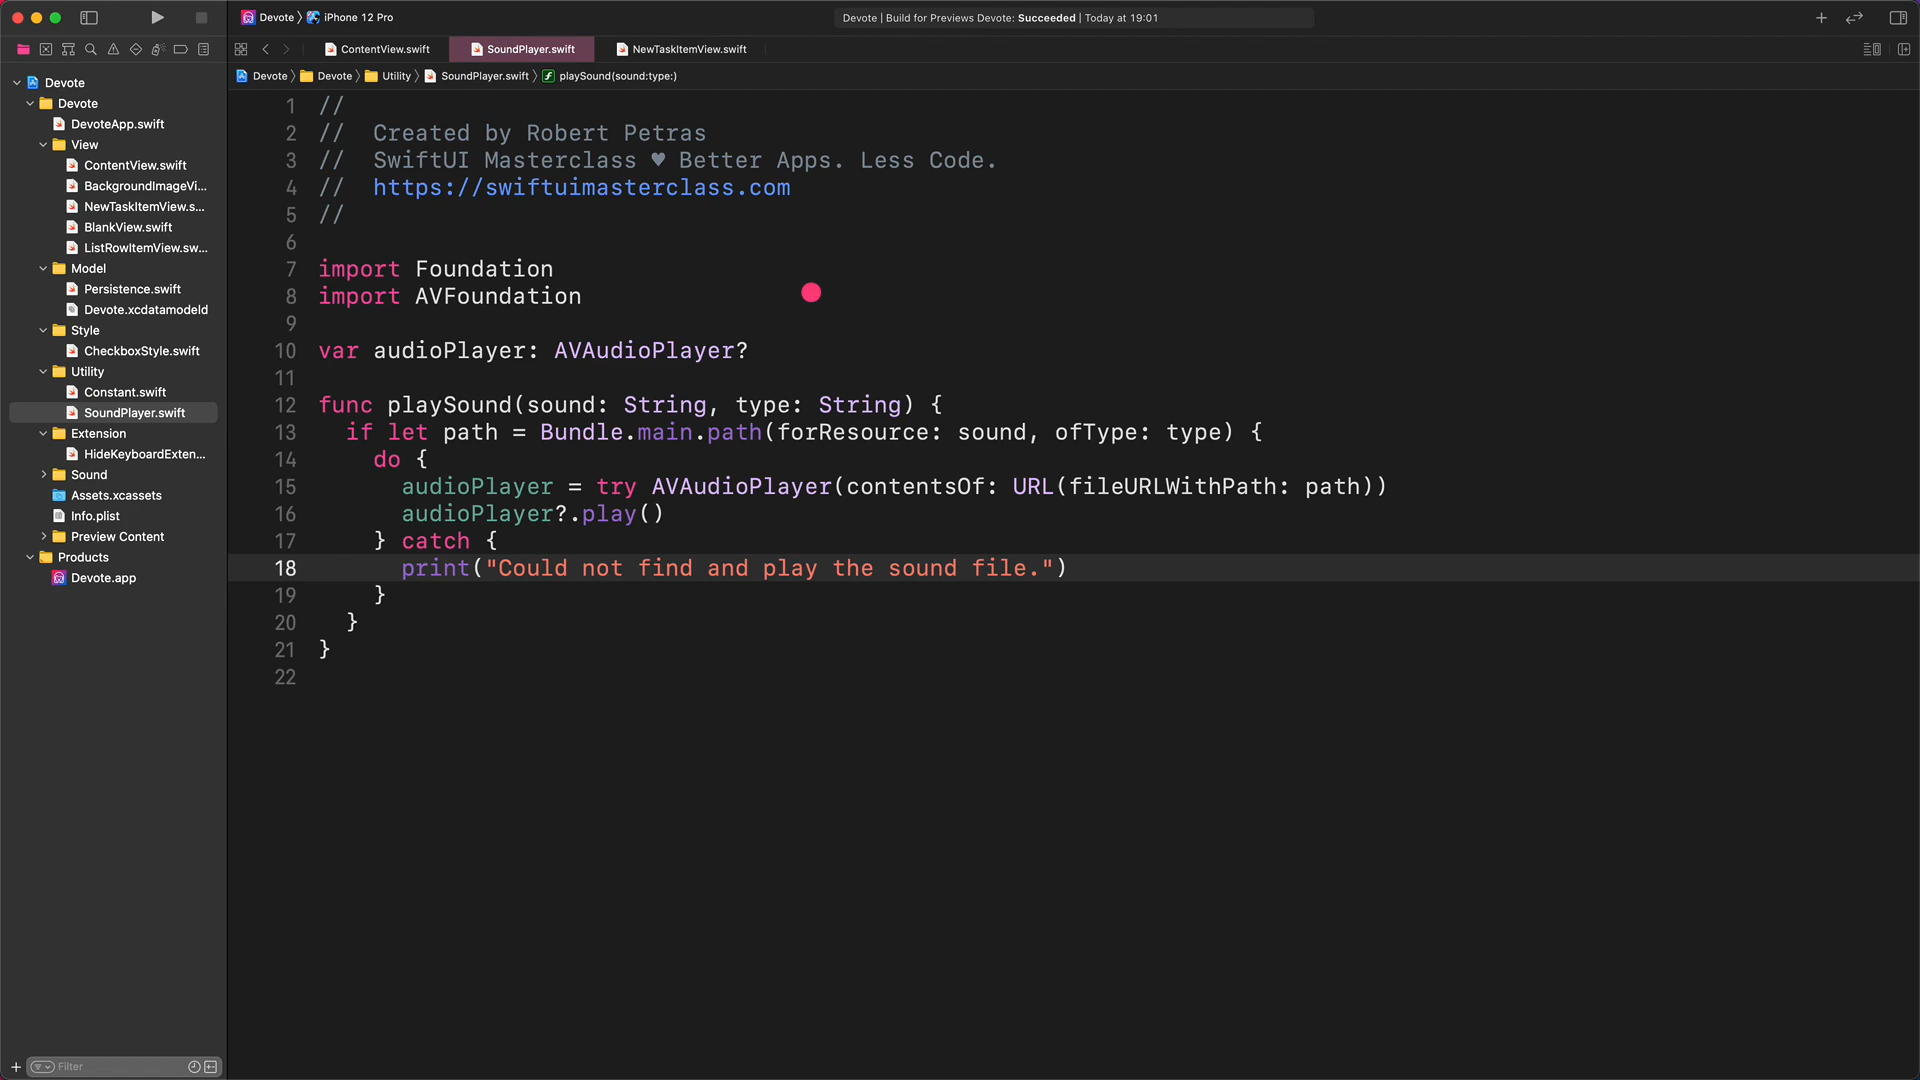 Devote 〉 iPhone 12 Pro
Devote | Build for Previews Devote: Succeeded | Today at 19:01
ContentView.swift
SoundPlayer.swift
NewTaskItemView.swift
Devote 〉 Devote 〉 Utility 〉 SoundPlayer.swift 〉 playSound(sound:type:)
Devote
Devote
DevoteApp.swift
View
ContentView.swift
BackgroundImageVi...
NewTaskItemView.s...
BlankView.swift
ListRowItemView.sw...
Model
Persistence.swift
Devote.xcdatamodeld
Style
CheckboxStyle.swift
Utility
Constant.swift
SoundPlayer.swift
Extension
HideKeyboardExten...
Sound
Assets.xcassets
Info.plist
Preview Content
Products
Devote.app
Filter
1 //
2 //  Created by Robert Petras
3 //  SwiftUI Masterclass ♥ Better Apps. Less Code.
4 //  https://swiftuimasterclass.com
5 //
6
7 import Foundation
8 import AVFoundation
9
10 var audioPlayer: AVAudioPlayer?
11
12 func playSound(sound: String, type: String) {
13   if let path = Bundle.main.path(forResource: sound, ofType: type) {
14     do {
15       audioPlayer = try AVAudioPlayer(contentsOf: URL(fileURLWithPath: path))
16       audioPlayer?.play()
17     } catch {
18       print("Could not find and play the sound file.")
19     }
20   }
21 }
22